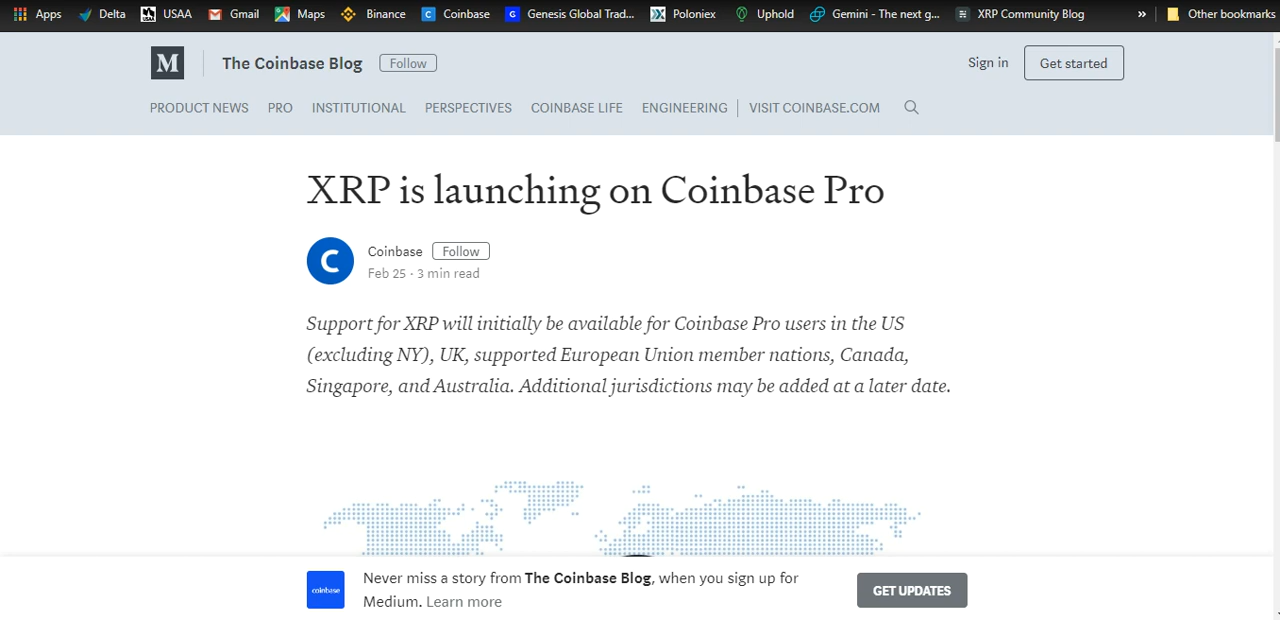 Apps Delta USAA Gmail Maps Binance Coinbase Genesis Global Trad... Poloniex Uphold Gemini - The next g... XRP Community Blog » Other bookmarks
M The Coinbase Blog Follow Sign in Get started
PRODUCT NEWS PRO INSTITUTIONAL PERSPECTIVES COINBASE LIFE ENGINEERING VISIT COINBASE.COM
XRP is launching on Coinbase Pro
C Coinbase Follow
Feb 25 · 3 min read
Support for XRP will initially be available for Coinbase Pro users in the US
(excluding NY), UK, supported European Union member nations, Canada,
Singapore, and Australia. Additional jurisdictions may be added at a later date.
coinbase Never miss a story from The Coinbase Blog, when you sign up for
Medium. Learn more
GET UPDATES